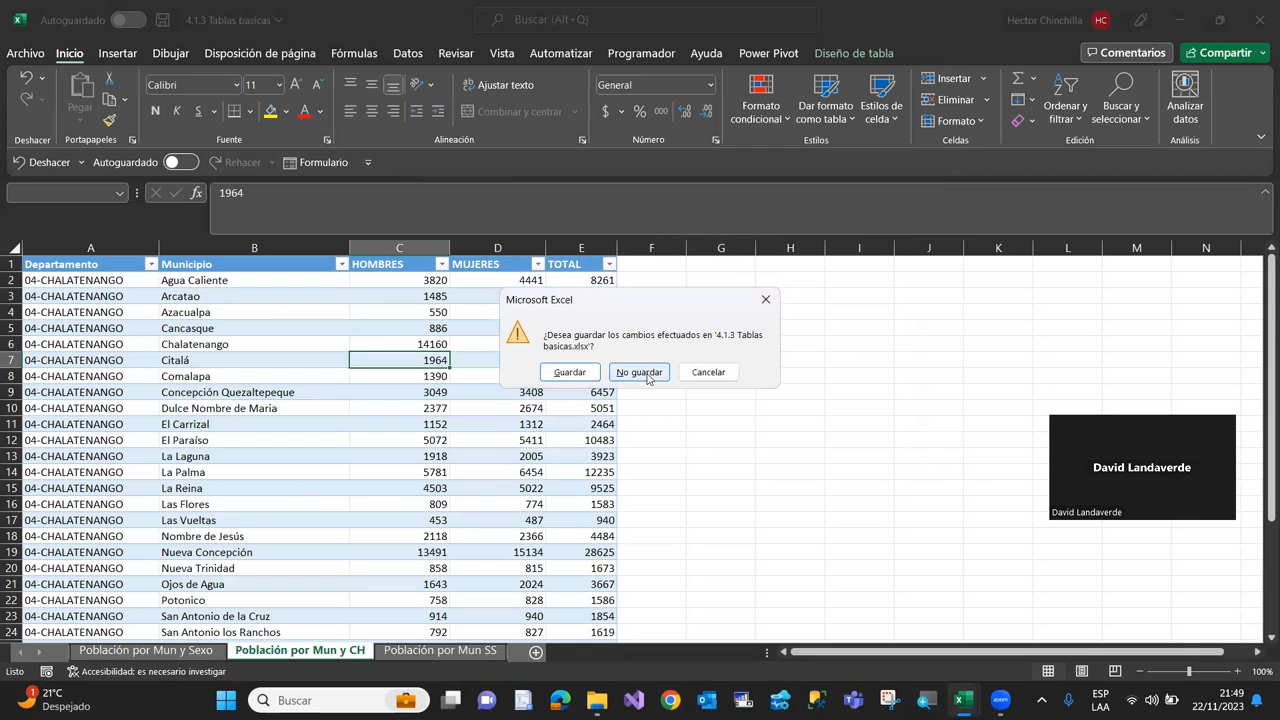 Autoguardado 4.1.3 Tablas basicas Buscar (Alt+Q) Hector Chinchilla HC
Archivo Inicio Insertar Dibujar Disposición de página Fórmulas Datos Revisar Vista Automatizar Programador Ayuda Power Pivot Diseño de tabla Comentarios Compartir
Pegar Calibri 11 Ajustar texto General Insertar
N K S Combinar y centrar $ % 000 Formato condicional Dar formato como tabla Estilos de celda Eliminar Ordenar y filtrar Buscar y seleccionar Analizar datos
Formato
Deshacer Portapapeles Fuente Alineación Número Estilos Celdas Edición Análisis
Deshacer Autoguardado Rehacer Formulario
fx 1964
A B C D E F G H I J K L M N
1 Departamento Municipio HOMBRES MUJERES TOTAL
2 04-CHALATENANGO Agua Caliente 3820 4441 8261
3 04-CHALATENANGO Arcatao 1485
4 04-CHALATENANGO Azacualpa 550
5 04-CHALATENANGO Cancasque 886
6 04-CHALATENANGO Chalatenango 14160
7 04-CHALATENANGO Citalá 1964
8 04-CHALATENANGO Comalapa 1390
9 04-CHALATENANGO Concepción Quezaltepeque 3049 3408 6457
10 04-CHALATENANGO Dulce Nombre de Maria 2377 2674 5051
11 04-CHALATENANGO El Carrizal 1152 1312 2464
12 04-CHALATENANGO El Paraíso 5072 5411 10483
13 04-CHALATENANGO La Laguna 1918 2005 3923
14 04-CHALATENANGO La Palma 5781 6454 12235
15 04-CHALATENANGO La Reina 4503 5022 9525
16 04-CHALATENANGO Las Flores 809 774 1583
17 04-CHALATENANGO Las Vueltas 453 487 940
18 04-CHALATENANGO Nombre de Jesús 2118 2366 4484
19 04-CHALATENANGO Nueva Concepción 13491 15134 28625
20 04-CHALATENANGO Nueva Trinidad 858 815 1673
21 04-CHALATENANGO Ojos de Agua 1643 2024 3667
22 04-CHALATENANGO Potonico 758 828 1586
23 04-CHALATENANGO San Antonio de la Cruz 914 940 1854
24 04-CHALATENANGO San Antonio los Ranchos 792 827 1619
Microsoft Excel
¿Desea guardar los cambios efectuados en '4.1.3 Tablas
basicas.xlsx'?
Guardar No guardar Cancelar
David Landaverde
David Landaverde
Población por Mun y Sexo Población por Mun y CH Población por Mun SS
Listo Accesibilidad: es necesario investigar 100%
21°C
Despejado
Buscar
ESP
LAA
21:49
22/11/2023